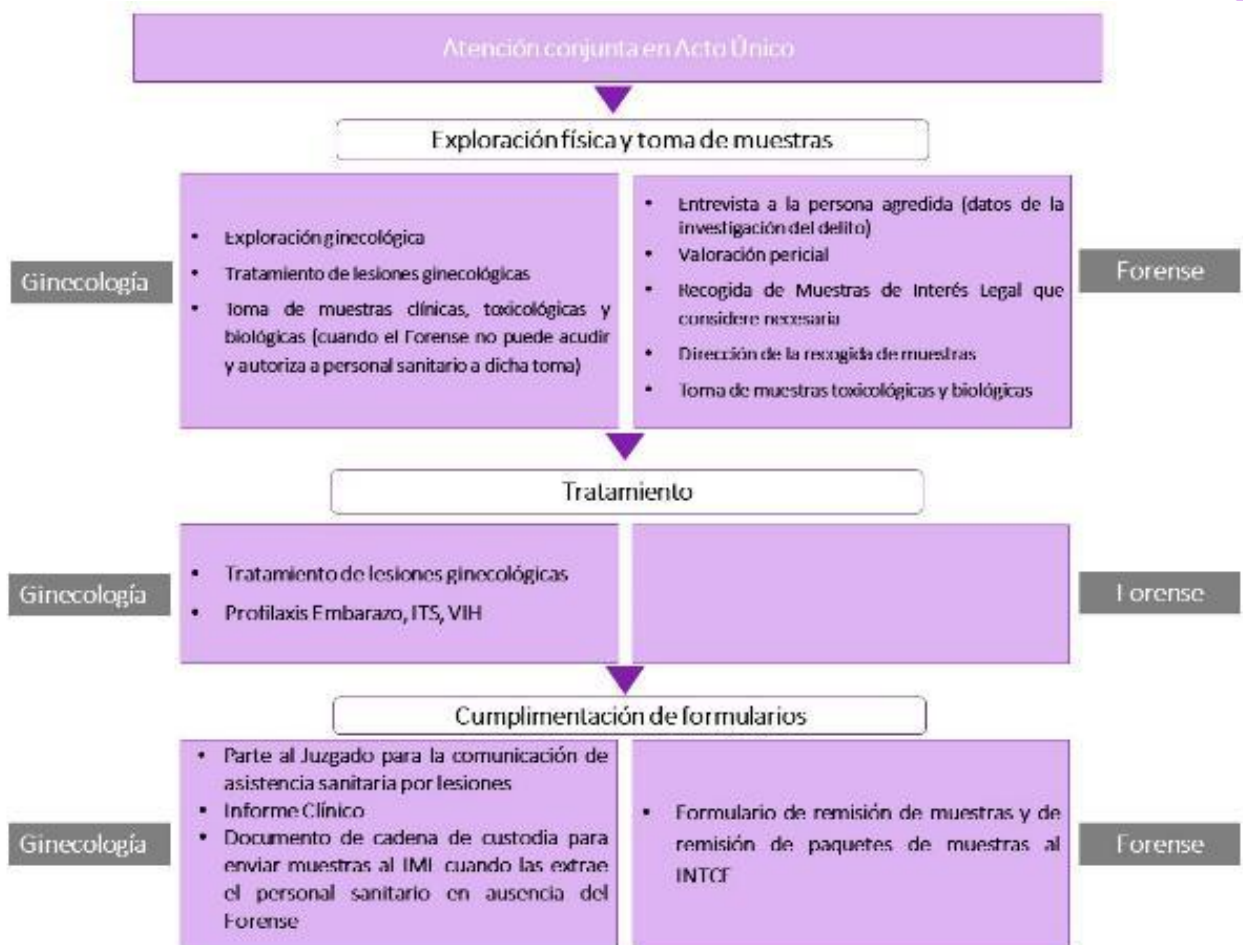 Atención conjunta en Acto Único
Exploración física y toma de muestras
Ginecología
• Exploración ginecológica
• Tratamiento de lesiones ginecológicas
• Toma de muestras clínicas, toxicológicas y
biológicas (cuando el Forense no puede acudir
y autoriza a personal sanitario a dicha toma)
• Entrevista a la persona agredida (datos de la
investigación del delito)
• Valoración pericial
• Recogida de Muestras de Interés Legal que
considere necesaria
• Dirección de la recogida de muestras
• Toma de muestras toxicológicas y biológicas
Forense
Tratamiento
Ginecología
• Tratamiento de lesiones ginecológicas
• Profilaxis Embarazo, ITS, VIH
Forense
Cumplimentación de formularios
Ginecología
• Parte al Juzgado para la comunicación de
asistencia sanitaria por lesiones
• Informe Clínico
• Documento de cadena de custodia para
enviar muestras al IML cuando las extrae
el personal sanitario en ausencia del
Forense
• Formulario de remisión de muestras y de
remisión de paquetes de muestras al
INTCF
Forense